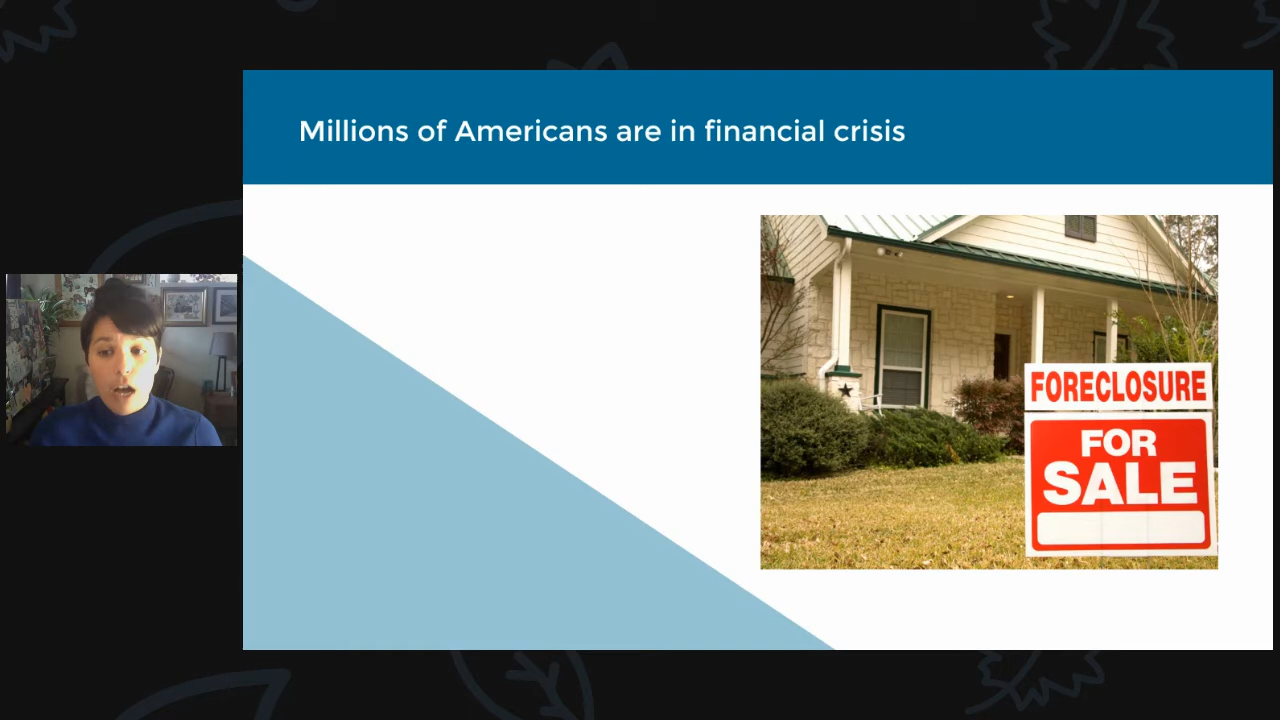 Millions of Americans are in financial crisis
FORECLOSURE
FOR
SALE